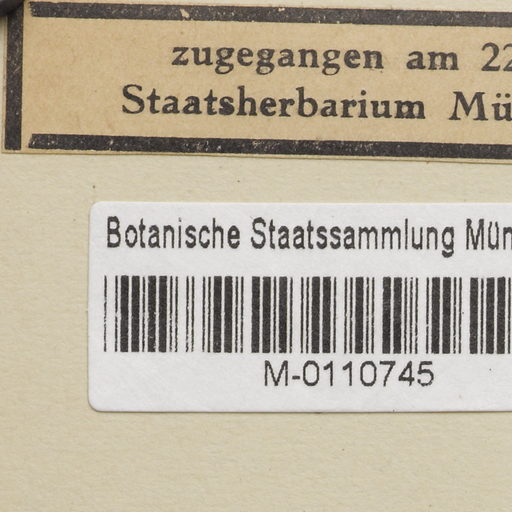 zugegangen am 22
Staatsherbarium Mü
Botanische Staatssammlung Mün
M-0110745